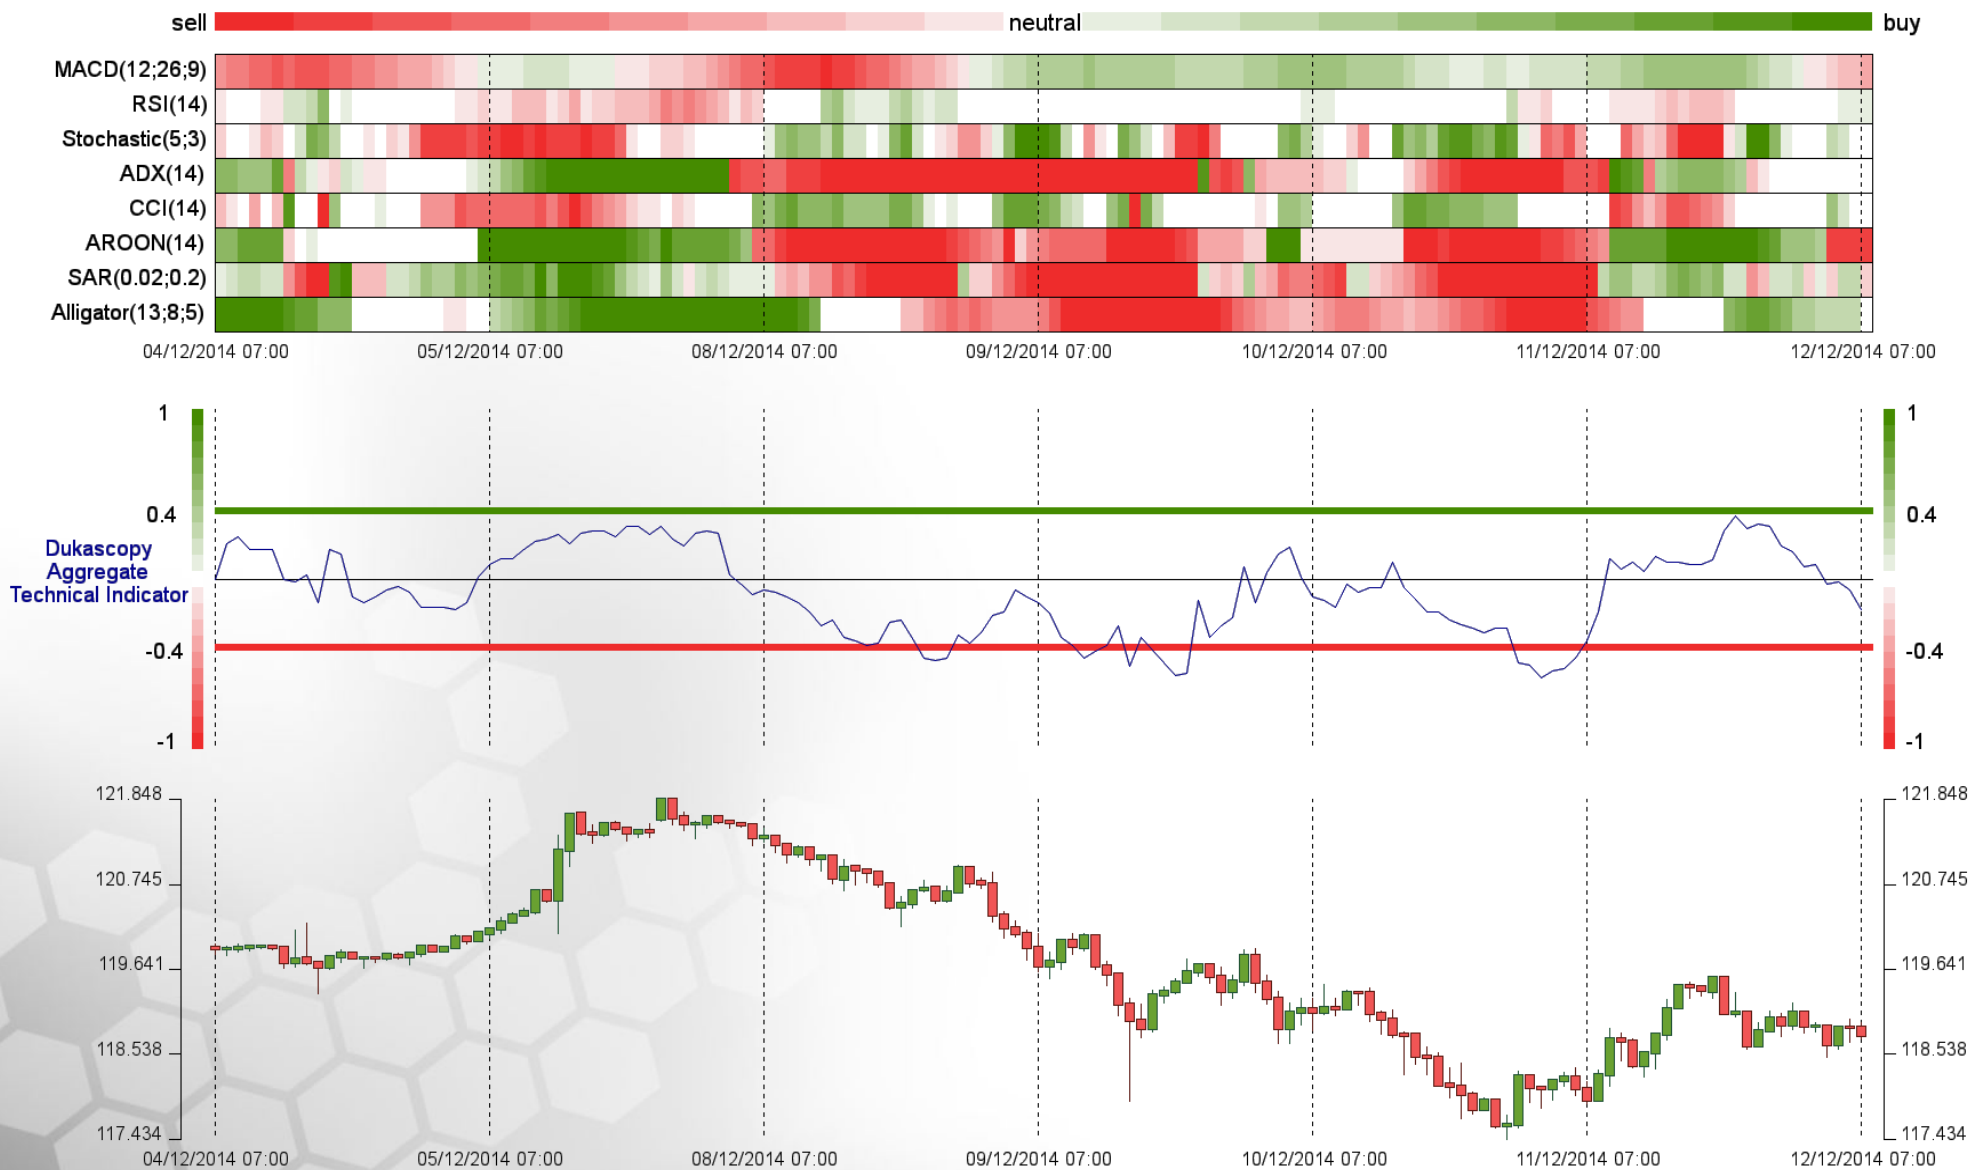 sell neutral buy
MACD(12;26;9)
RSI(14)
Stochastic(5;3)
ADX(14)
CCI(14)
AROON(14)
SAR(0.02;0.2)
Alligator(13;8;5)
04/12/2014 07:00 05/12/2014 07:00 08/12/2014 07:00 09/12/2014 07:00 10/12/2014 07:00 11/12/2014 07:00 12/12/2014 07:00
1 1
0.4 0.4
Dukascopy
Aggregate
Technical Indicator
-0.4 -0.4
-1 -1
121.848 121.848
120.745 120.745
119.641 119.641
118.538 118.538
117.434 117.434
04/12/2014 07:00 05/12/2014 07:00 08/12/2014 07:00 09/12/2014 07:00 10/12/2014 07:00 11/12/2014 07:00 12/12/2014 07:00